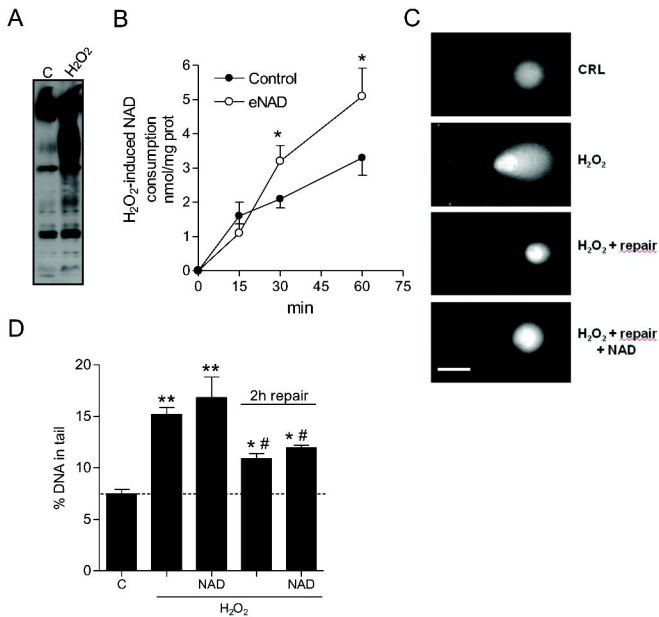 A
C
H₂O₂
B
H₂O₂-induced NAD
consumption
nmol/mg prot
6
5
4
3
2
1
0
Control
eNAD
*
*
0
15
30
45
60
75
min
C
CRL
H₂O₂
H₂O₂ + repair
H₂O₂ + repair
+ NAD
D
% DNA in tail
20
15
10
5
0
**
**
2h repair
* #
* #
C
-
NAD
-
NAD
H₂O₂